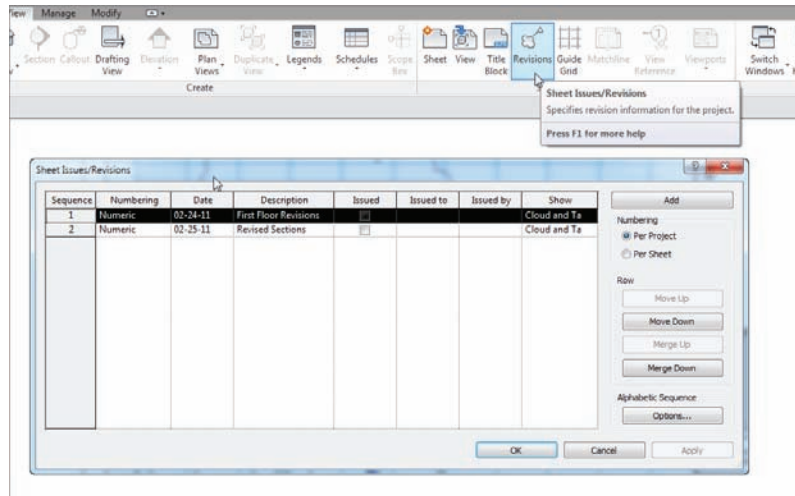 View Manage Modify
Section Callout Drafting View Elevation Plan Views Duplicate View Legends Schedules Scope Box Sheet View Title Block Revisions Guide Grid Matchline View Reference Viewports Switch Windows
Create
Sheet Issues/Revisions
Specifies revision information for the project.
Press F1 for more help
Sheet Issues/Revisions
Sequence Numbering Date Description Issued Issued to Issued by Show
1 Numeric 02-24-11 First Floor Revisions Cloud and Ta
2 Numeric 02-25-11 Revised Sections Cloud and Ta
Add
Numbering
Per Project
Per Sheet
Row
Move Up
Move Down
Merge Up
Merge Down
Alphabetic Sequence
Options...
OK Cancel Apply